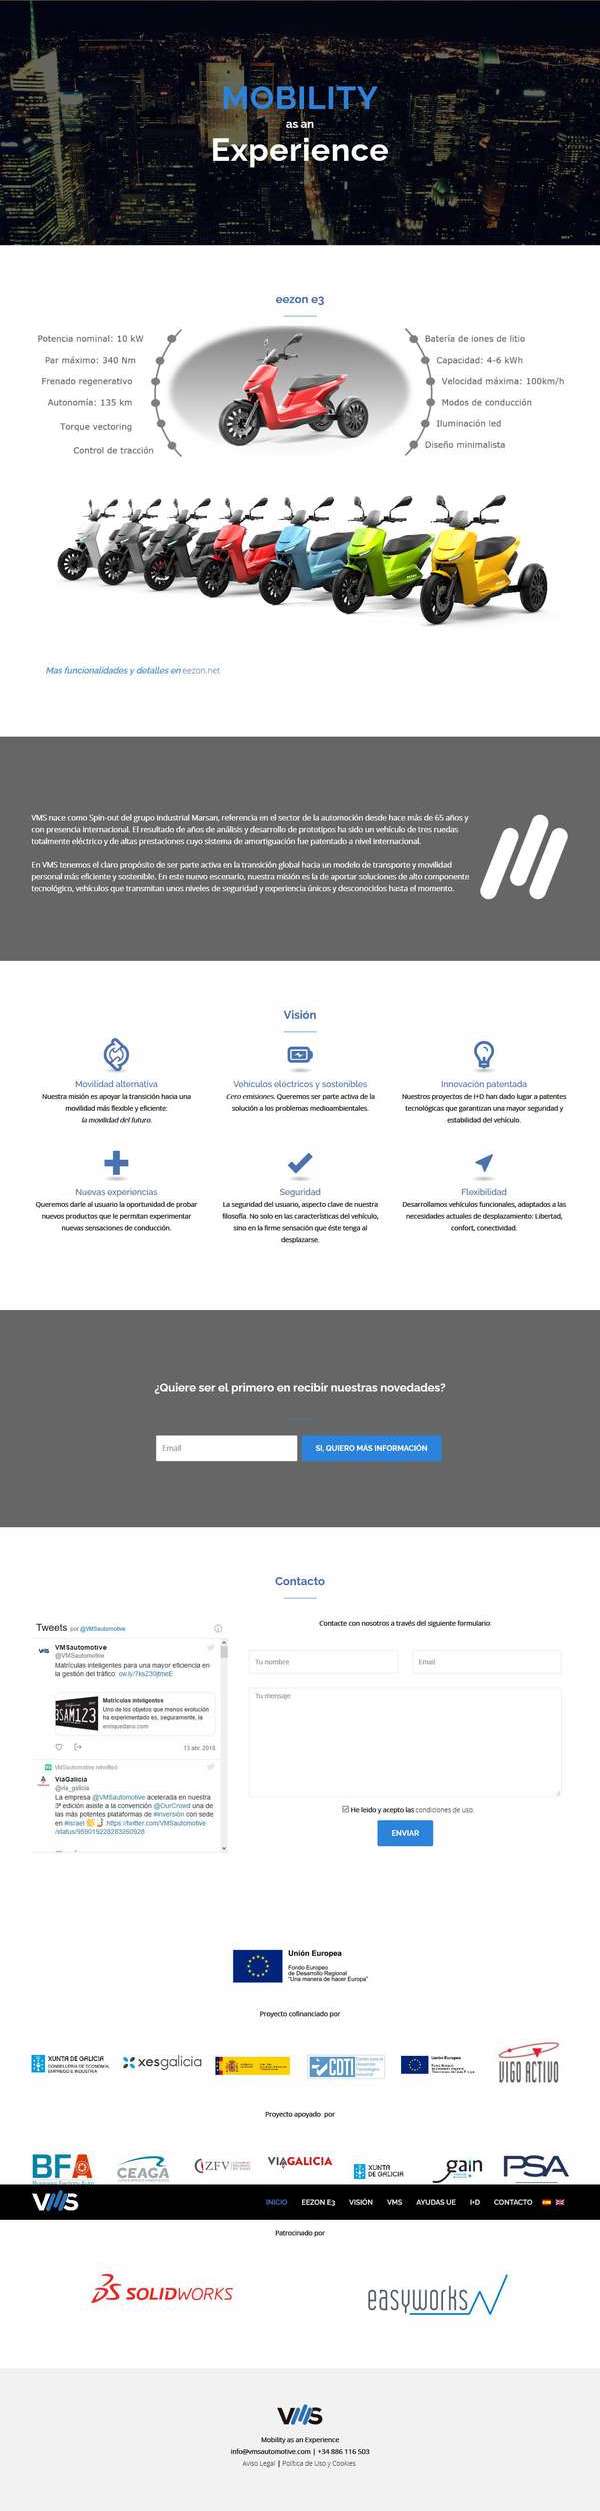 MOBILITY
as an
Experience
eezon e3
Potencia nominal: 10 kW
Par máximo: 340 Nm
Frenado regenerativo
Autonomía: 135 km
Torque vectoring
Control de tracción
Batería de iones de litio
Capacidad: 4-6 kWh
Velocidad máxima: 100km/h
Modos de conducción
Iluminación led
Diseño minimalista
Mas funcionalidades y detalles en eezon.net
VMS nace como Spin-out del grupo industrial Marsan, referencia en el sector de la automoción desde hace más de 65 años y
con presencia internacional. El resultado de años de análisis y desarrollo de prototipos ha sido un vehículo de tres ruedas
totalmente eléctrico y de altas prestaciones cuyo sistema de amortiguación fue patentado a nivel internacional.
En VMS tenemos el claro propósito de ser parte activa en la transición global hacia un modelo de transporte y movilidad
personal más eficiente y sostenible. En este nuevo escenario, nuestra misión es la de aportar soluciones de alto componente
tecnológico, vehículos que transmitan unos niveles de seguridad y experiencia únicos y desconocidos hasta el momento.
Visión
Movilidad alternativa
Nuestra misión es apoyar la transición hacia una
movilidad más flexible y eficiente:
la movilidad del futuro.
Vehículos eléctricos y sostenibles
Cero emisiones. Queremos ser parte activa de la
solución a los problemas medioambientales.
Innovación patentada
Nuestros proyectos de I+D han dado lugar a patentes
tecnológicas que garantizan una mayor seguridad y
estabilidad del vehículo.
Nuevas experiencias
Queremos darle al usuario la oportunidad de probar
nuevos productos que le permitan experimentar
nuevas sensaciones de conducción.
Seguridad
La seguridad del usuario, aspecto clave de nuestra
filosofía. No solo en las características del vehículo,
sino en la firme sensación que éste tenga al
desplazarse.
Flexibilidad
Desarrollamos vehículos funcionales, adaptados a las
necesidades actuales de desplazamiento: Libertad,
confort, conectividad.
¿Quiere ser el primero en recibir nuestras novedades?
Email
SI, QUIERO MÁS INFORMACIÓN
Contacto
Tweets por @VMSautomotive
VMSautomotive
@VMSautomotive
Matrículas inteligentes para una mayor eficiencia en
la gestión del tráfico:
BSAM123
Matrículas inteligentes
Uno de los objetos que menos evolución
ha experimentado es, seguramente, la
enriquedans.com
13 abr. 2018
VMSautomotive retwitteó
ViaGalicia
@via_galicia
La empresa @VMSautomotive acelerada en nuestra
3ª edición asiste a la convención @OurCrowd una de
las más potentes plataformas de #inversión con sede
en #israel https://twitter.com/VMSautomotive
Contacte con nosotros a través del siguiente formulario:
Tu nombre
Email
Tu mensaje
He leído y acepto las condiciones de uso.
ENVIAR
Unión Europea
Fondo Europeo
de Desarrollo Regional
"Una manera de hacer Europa"
Proyecto cofinanciado por
XUNTA DE GALICIA
CONSELLERÍA DE ECONOMÍA,
EMPREGO E INDUSTRIA
xesgalicia
CDTI
Unión Europea
VIGO ACTIVO
Proyecto apoyado por
BFA
CEAGA
ZFV
VIAGALICIA
XUNTA
DE GALICIA
gain
PSA
VMS
INICIO
EEZON E3
VISIÓN
VMS
AYUDAS UE
I+D
CONTACTO
Patrocinado por
SOLIDWORKS
easyworks
VMS
Mobility as an Experience
info@vmsautomotive.com | +34 886 116 503
Aviso Legal | Política de Uso y Cookies